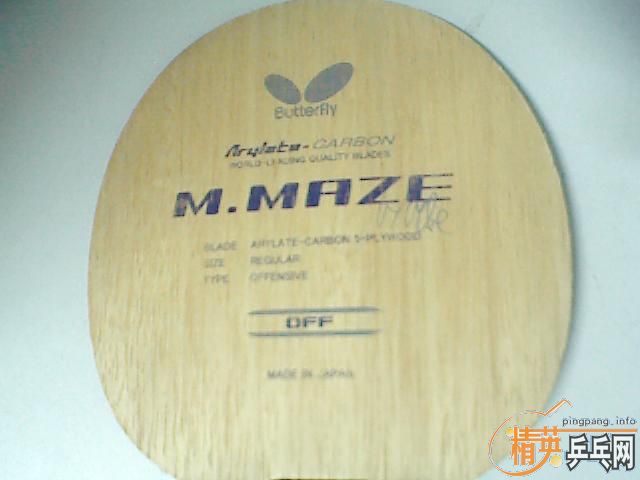 Butterfly
Arylate-CARBON
WORLD-LEADING QUALITY BLADES
M.MAZE
BLADE ARYLATE-CARBON 5-PLYWOOD
SIZE REGULAR
TYPE OFFENSIVE
OFF
MADE IN JAPAN
pingpang.info
精英乒乓网